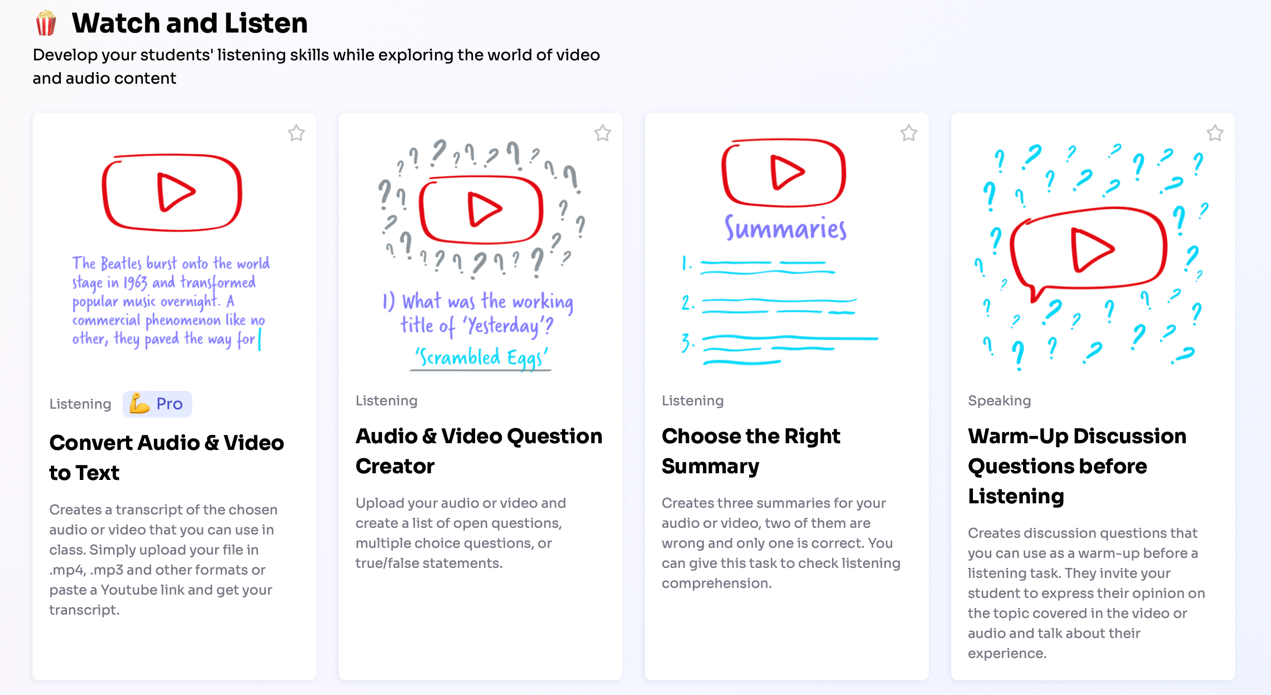 Watch and Listen
Develop your students' listening skills while exploring the world of video
and audio content
The Beatles burst onto the world
stage in 1963 and transformed
popular music overnight. A
commercial phenomenon like no
other, they paved the way for
Listening 💪 Pro
Convert Audio & Video
to Text
Creates a transcript of the chosen
audio or video that you can use in
class. Simply upload your file in
.mp4, .mp3 and other formats or
paste a Youtube link and get your
transcript.
1) What was the working
title of 'Yesterday'?
'Scrambled Eggs'
Listening
Audio & Video Question
Creator
Upload your audio or video and
create a list of open questions,
multiple choice questions, or
true/false statements.
Summaries
1.
2.
3.
Listening
Choose the Right
Summary
Creates three summaries for your
audio or video, two of them are
wrong and only one is correct. You
can give this task to check listening
comprehension.
Speaking
Warm-Up Discussion
Questions before
Listening
Creates discussion questions that
you can use as a warm-up before a
listening task. They invite your
student to express their opinion on
the topic covered in the video or
audio and talk about their
experience.